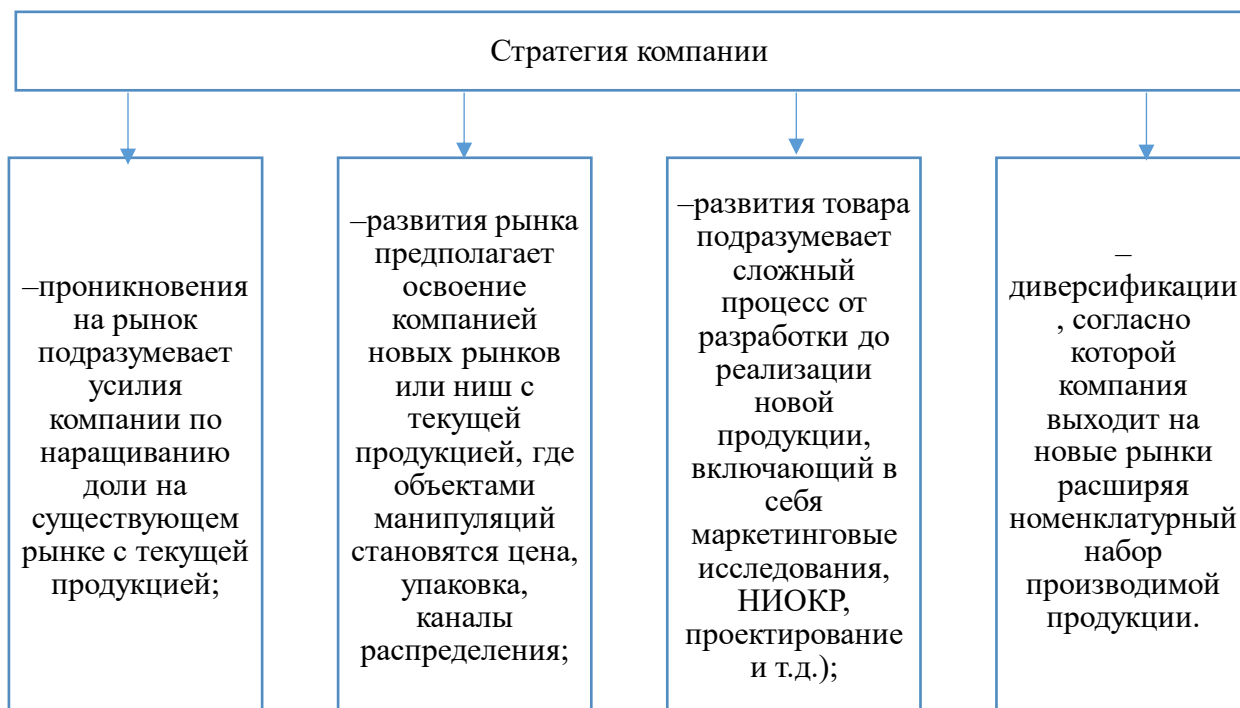 Стратегия компании
–проникновения
на рынок
подразумевает
усилия
компании по
наращиванию
доли на
существующем
рынке с текущей
продукцией;
–развития рынка
предполагает
освоение
компанией
новых рынков
или ниш с
текущей
продукцией, где
объектами
манипуляций
становятся цена,
упаковка,
каналы
распределения;
–развития товара
подразумевает
сложный
процесс от
разработки до
реализации
новой
продукции,
включающий в
себя
маркетинговые
исследования,
НИОКР,
проектирование
и т.д.);
–
диверсификации
, согласно
которой
компания
выходит на
новые рынки
расширяя
номенклатурный
набор
производимой
продукции.